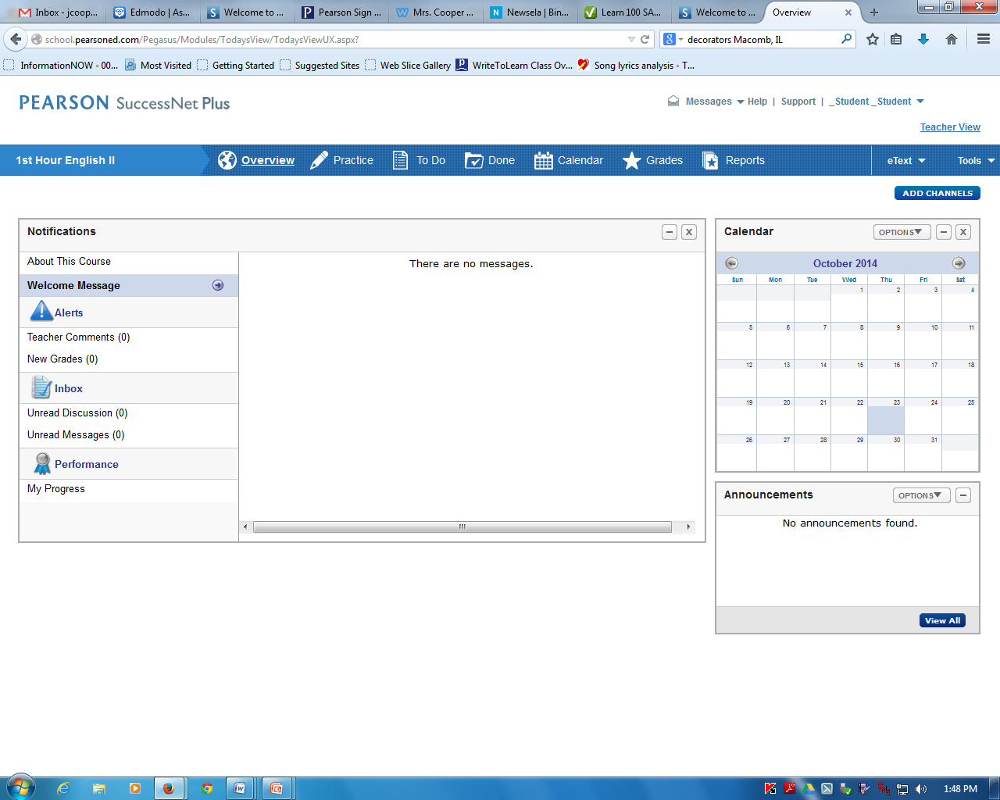 Inbox - jcoop... Edmodo | As... Welcome to ... Pearson Sign ... Mrs. Cooper ... Newsela | Bin... Learn 100 SA... Welcome to ... Overview
school.pearsoned.com/Pegasus/Modules/TodaysView/TodaysViewUX.aspx? decorators Macomb, IL
InformationNOW - 00... Most Visited Getting Started Suggested Sites Web Slice Gallery WriteToLearn Class Ov... Song lyrics analysis - T...
PEARSON SuccessNet Plus
Messages Help | Support | _Student _Student
Teacher View
1st Hour English II Overview Practice To Do Done Calendar Grades Reports eText Tools
ADD CHANNELS
Notifications
About This Course
Welcome Message
Alerts
Teacher Comments (0)
New Grades (0)
Inbox
Unread Discussion (0)
Unread Messages (0)
Performance
My Progress
There are no messages.
Calendar OPTIONS
October 2014
Sun Mon Tue Wed Thu Fri Sat
1 2 3 4
5 6 7 8 9 10 11
12 13 14 15 16 17 18
19 20 21 22 23 24 25
26 27 28 29 30 31
Announcements OPTIONS
No announcements found.
View All
1:48 PM